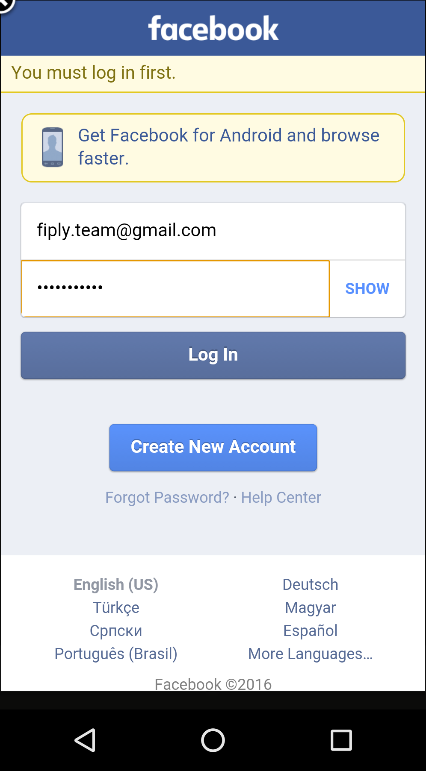 facebook
You must log in first.
Get Facebook for Android and browse
faster.
fiply.team@gmail.com
•••••••••••
SHOW
Log In
Create New Account
Forgot Password? · Help Center
English (US)
Deutsch
Türkçe
Magyar
Српски
Español
Português (Brasil)
More Languages...
Facebook ©2016